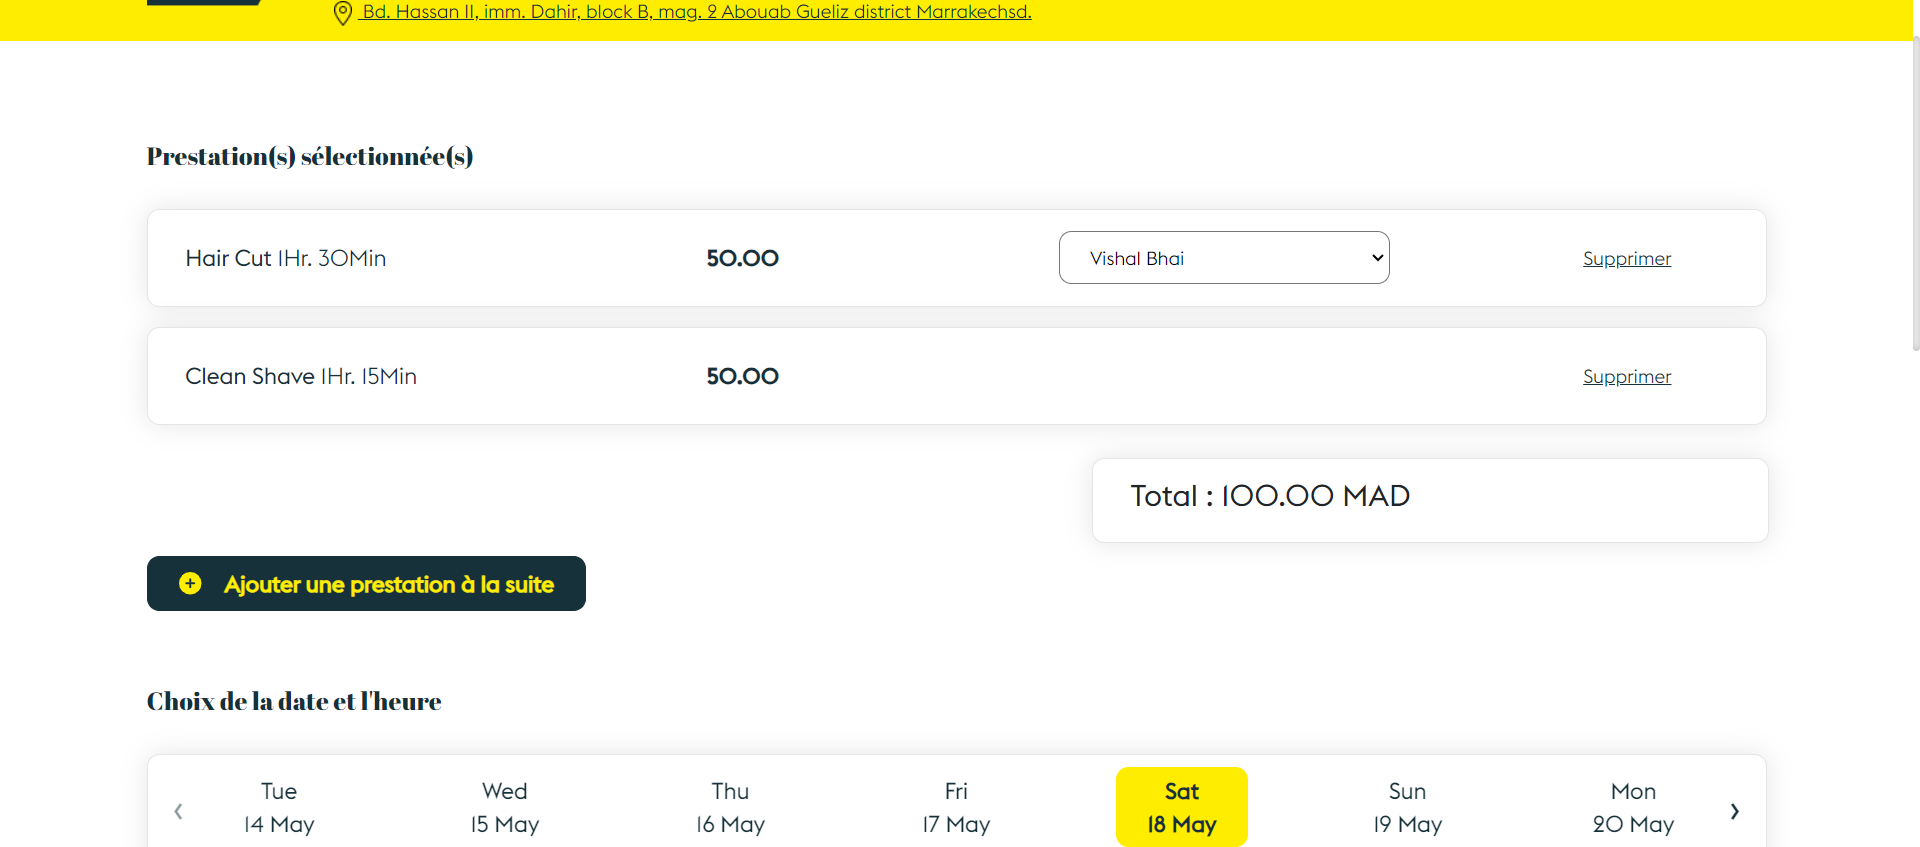 Bd. Hassan II, imm. Dahir, block B, mag. 2 Abouab Gueliz district Marrakechsd.
Prestation(s) sélectionnée(s)
Hair Cut 1Hr. 30Min 50.00 Vishal Bhai Supprimer
Clean Shave 1Hr. 15Min 50.00 Supprimer
Total : 100.00 MAD
Ajouter une prestation à la suite
Choix de la date et l'heure
Tue Wed Thu Fri Sat Sun Mon
14 May 15 May 16 May 17 May 18 May 19 May 20 May